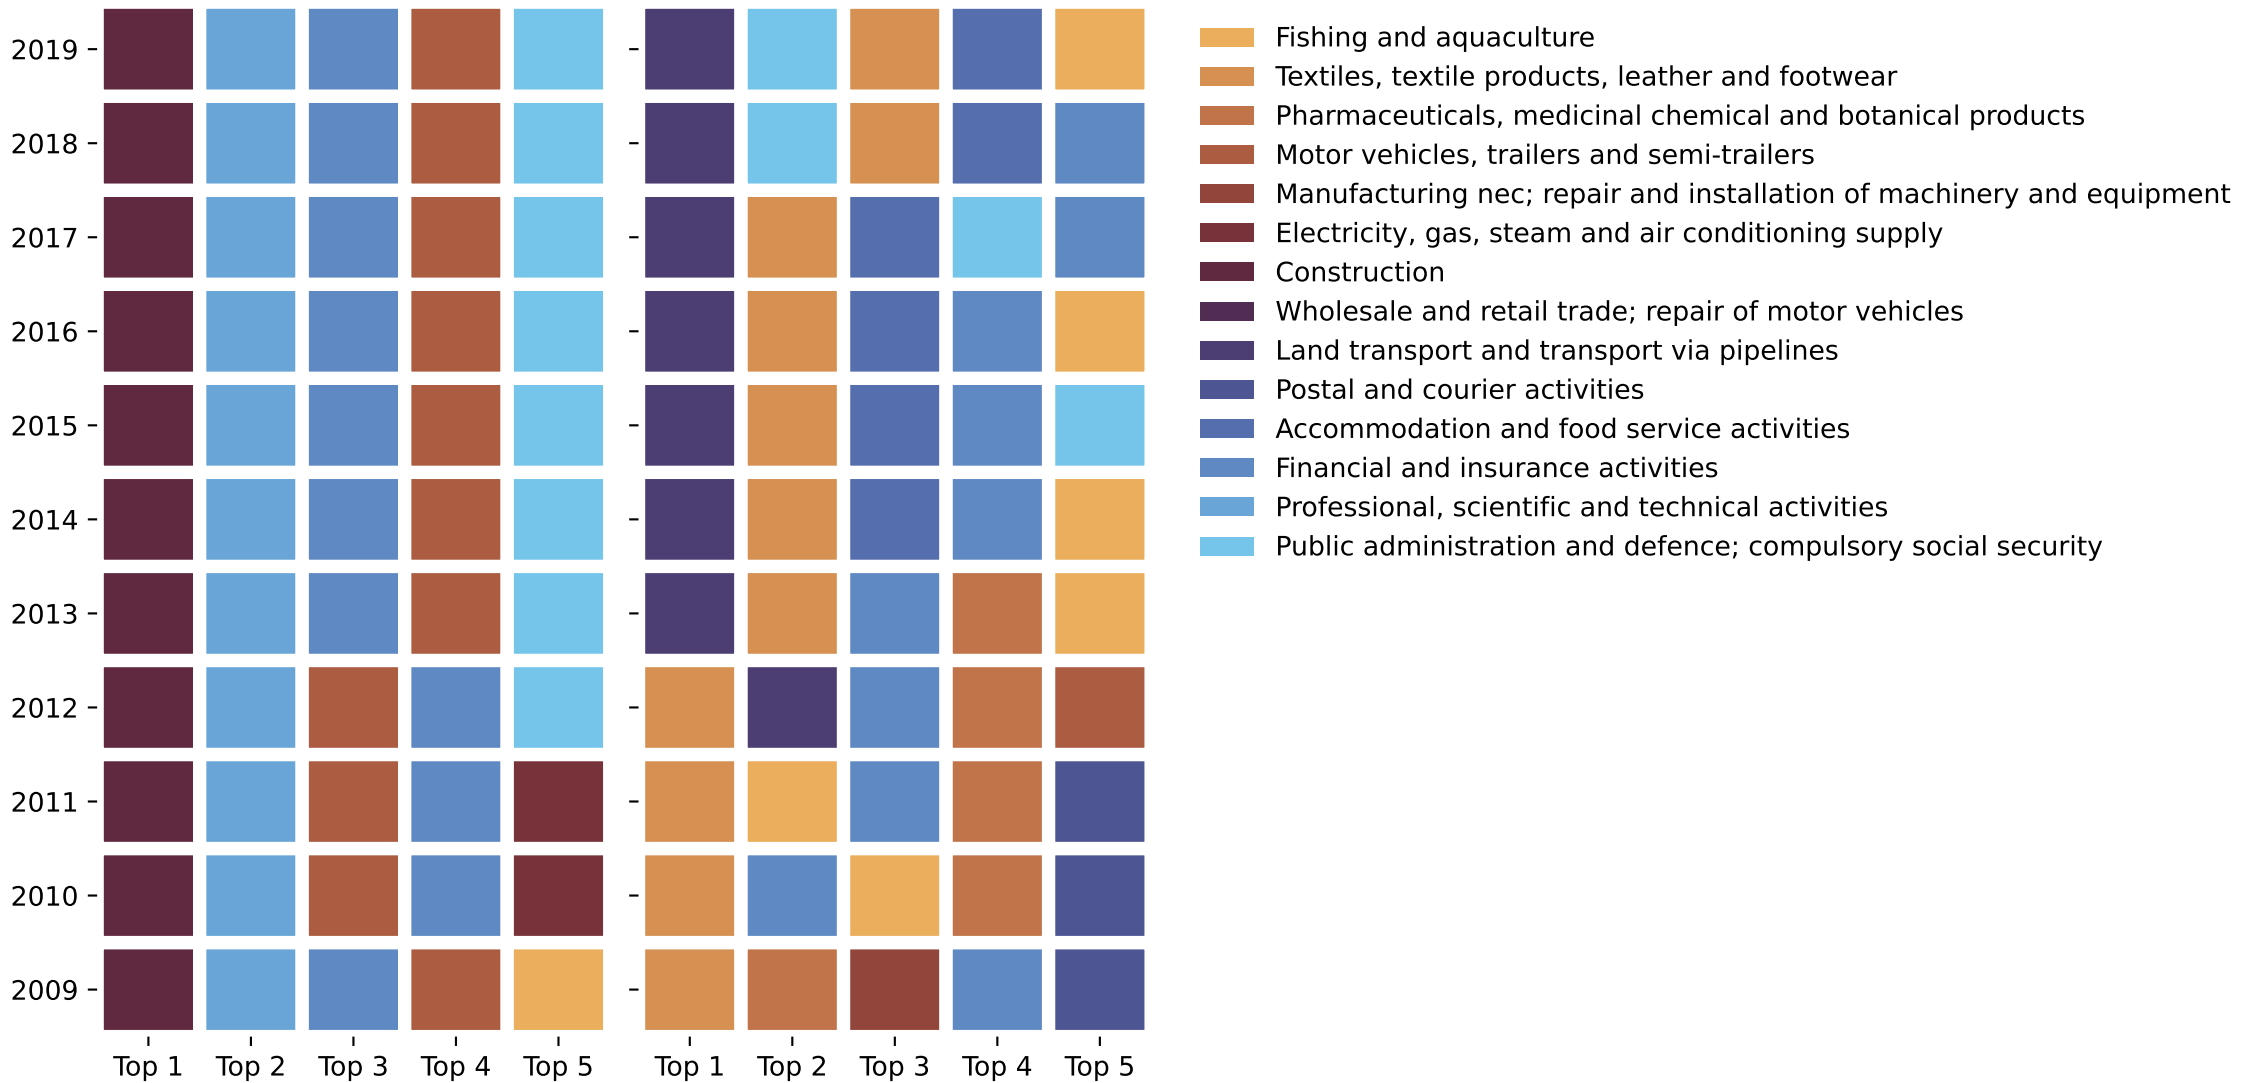 2019
2018
2017
2016
2015
2014
2013
2012
2011
2010
2009
Top 1 Top 2 Top 3 Top 4 Top 5
Top 1 Top 2 Top 3 Top 4 Top 5
Fishing and aquaculture
Textiles, textile products, leather and footwear
Pharmaceuticals, medicinal chemical and botanical products
Motor vehicles, trailers and semi-trailers
Manufacturing nec; repair and installation of machinery and equipment
Electricity, gas, steam and air conditioning supply
Construction
Wholesale and retail trade; repair of motor vehicles
Land transport and transport via pipelines
Postal and courier activities
Accommodation and food service activities
Financial and insurance activities
Professional, scientific and technical activities
Public administration and defence; compulsory social security